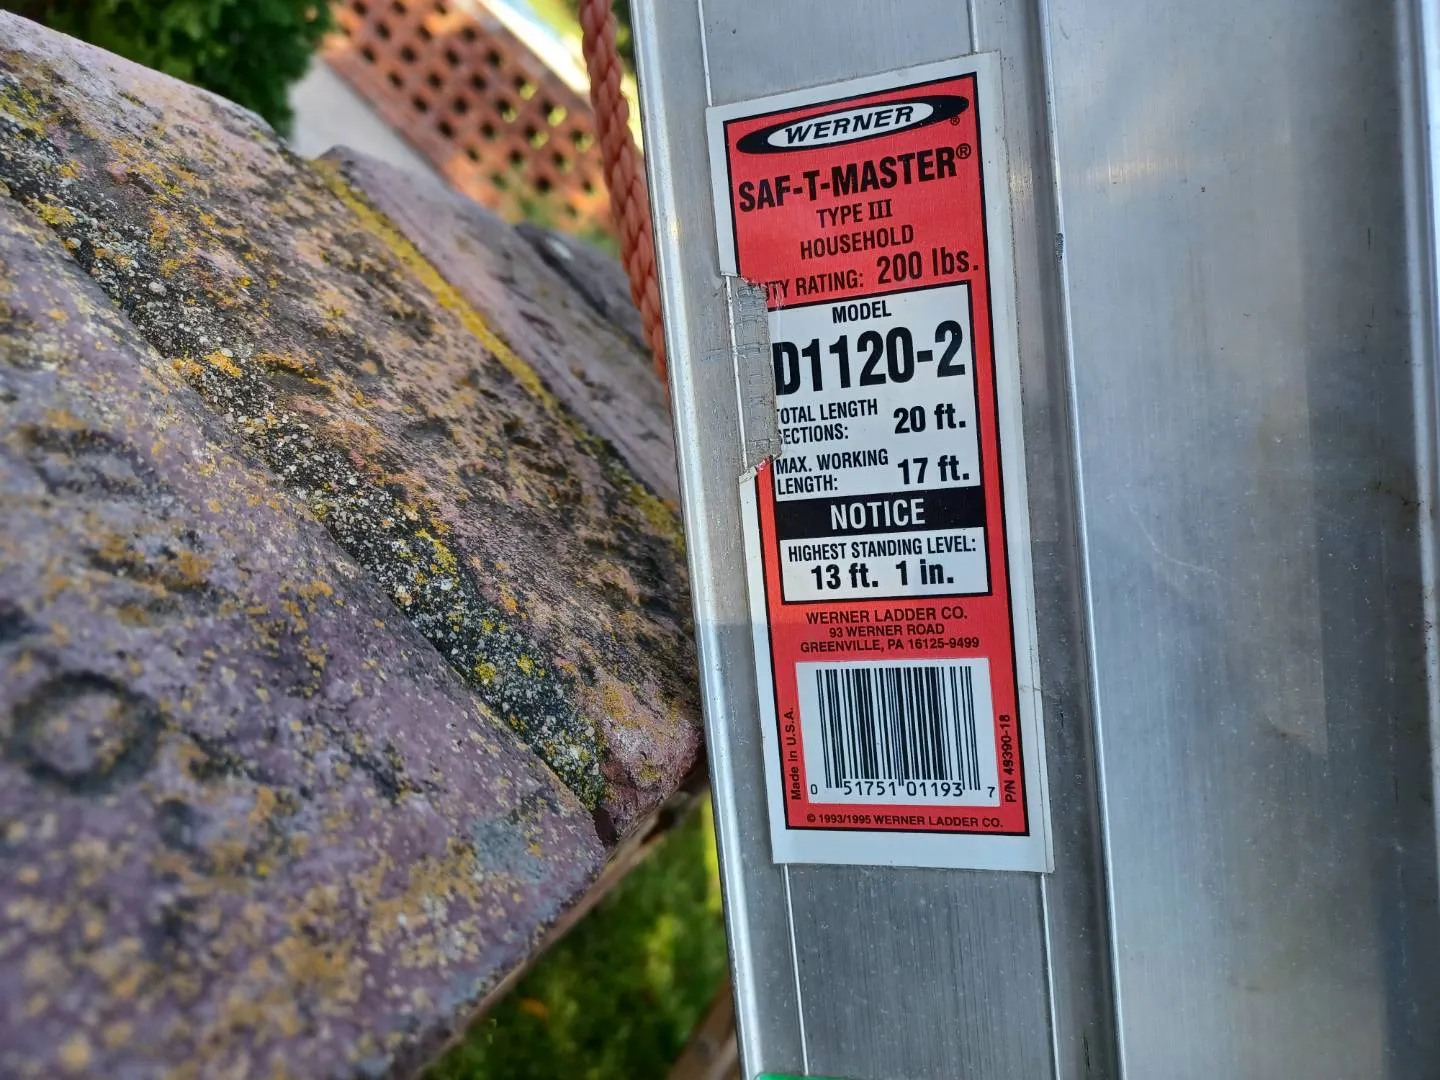 WERNER®
SAF-T-MASTER®
TYPE III
HOUSEHOLD
TY RATING: 200 lbs.
MODEL
D1120-2
TOTAL LENGTH
SECTIONS: 20 ft.
MAX. WORKING
LENGTH: 17 ft.
NOTICE
HIGHEST STANDING LEVEL:
13 ft. 1 in.
WERNER LADDER CO.
93 WERNER ROAD
GREENVILLE, PA 16125-9499
Made in U.S.A.
0 51751 01193 7
P/N 49390-18
© 1993/1995 WERNER LADDER CO.